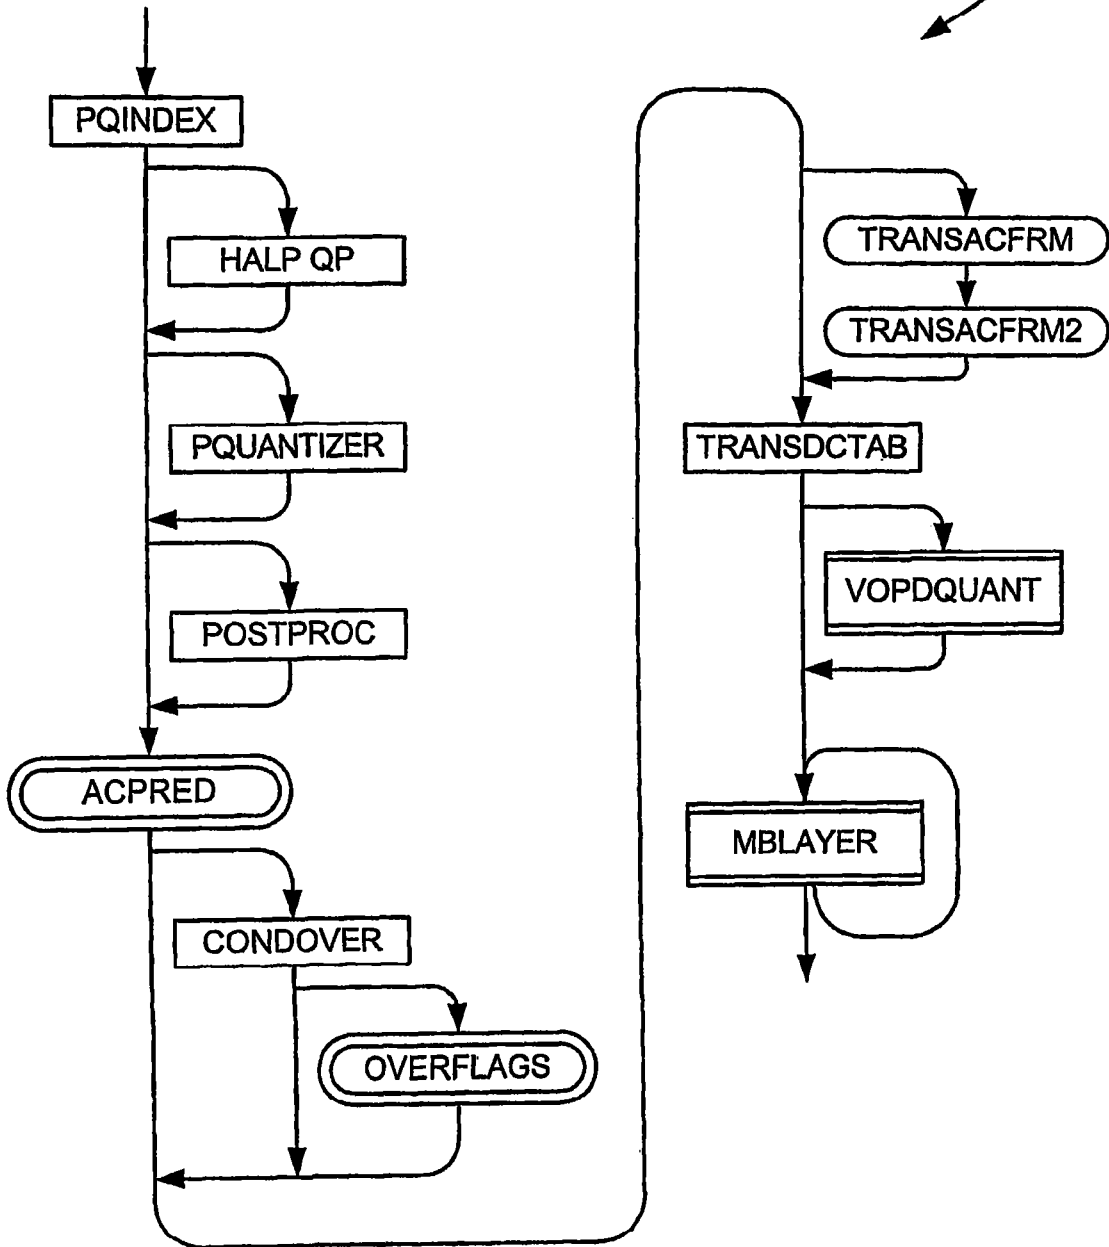 PQINDEX
HALP QP
PQUANTIZER
POSTPROC
ACPRED
CONDOVER
OVERFLAGS
TRANSACFRM
TRANSACFRM2
TRANSDCTAB
VOPDQUANT
MBLAYER